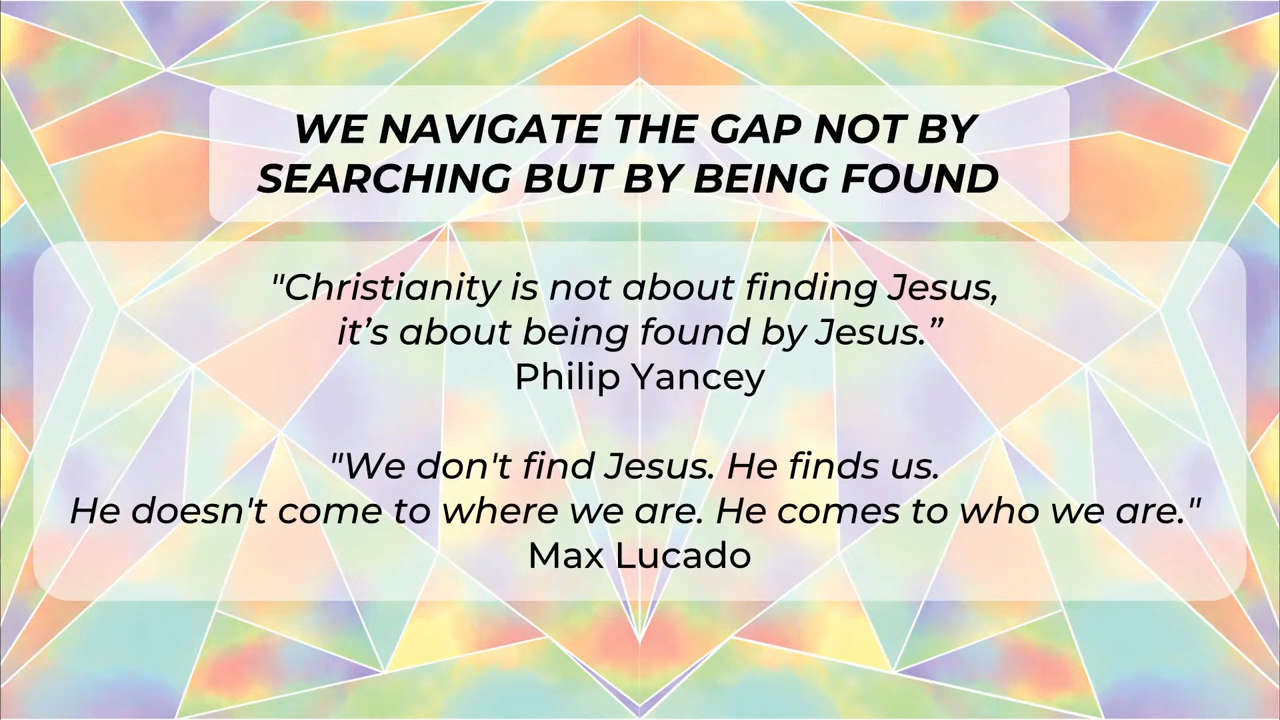 WE NAVIGATE THE GAP NOT BY
SEARCHING BUT BY BEING FOUND
"Christianity is not about finding Jesus,
it’s about being found by Jesus.”
Philip Yancey
"We don't find Jesus. He finds us.
He doesn't come to where we are. He comes to who we are."
Max Lucado